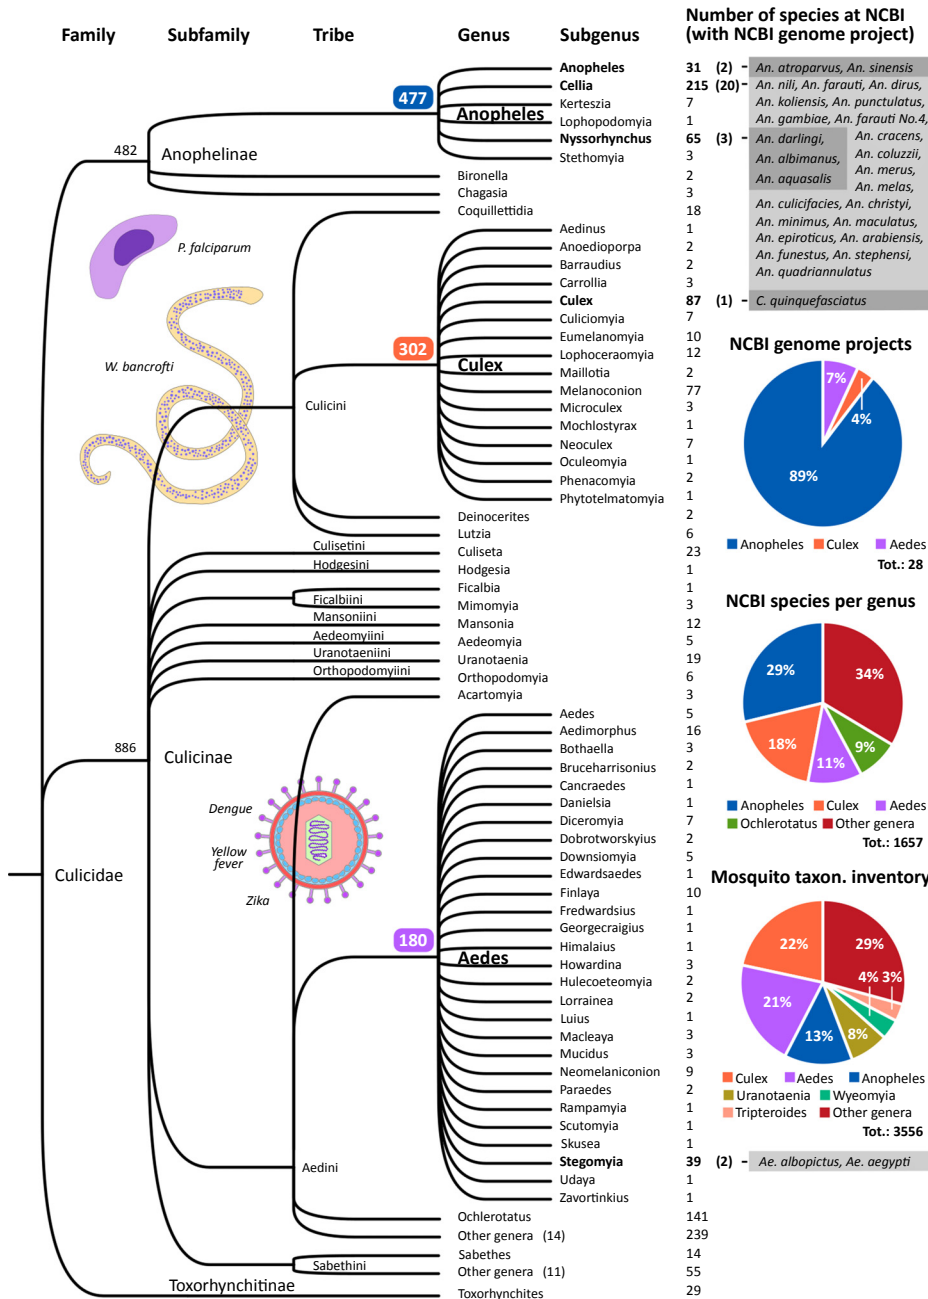 Family Subfamily Tribe Genus Subgenus Number of species at NCBI
(with NCBI genome project)
Anopheles 31 (2) - An. atroparvus, An. sinensis
Cellia 215 (20) - An. nili, An. farauti, An. dirus,
477
Kerteszia 7 An. koliensis, An. punctulatus,
Anopheles
Lophopodomyia 1 An. gambiae, An. farauti No.4,
Nyssorhynchus 65 (3) - An. darlingi, An. cracens,
482 Anophelinae
Stethomyia 3 An. albimanus, An. coluzzii,
Bironella 2 An. aquasalis An. merus,
Chagasia 3 An. melas,
Coquillettidia 18 An. culicifacies, An. christyi,
An. minimus, An. maculatus,
Aedinus 1 An. epiroticus, An. arabiensis,
P. falciparum
Anoedioporpa 2 An. funestus, An. stephensi,
Barraudius 2 An. quadriannulatus
Carrollia 3
Culex 87 (1) - C. quinquefasciatus
Culiciomyia 7
Eumelanomyia 10
302
Lophoceraomyia 12
W. bancrofti
Culex
Maillotia 2
Melanoconion 77
Culicini
Microculex 3
Mochlostyrax 1
Neoculex 7
Oculeomyia 1
Phenacomyia 2
Phytotelmatomyia 1
Deinocerites 2
Lutzia 6
NCBI genome projects
7%
4%
89%
Anopheles Culex Aedes
Tot.: 28
Culisetini Culiseta 23
Hodgesini Hodgesia 1
Ficalbia 1
Ficalbiini
Mimomyia 3
Mansoniini Mansonia 12
Aedeomyiini Aedeomyia 5
Uranotaeniini Uranotaenia 19
Orthopodomyiini Orthopodomyia 6
Acartomyia 3
NCBI species per genus
29% 34%
18% 11% 9%
Anopheles Culex Aedes
Ochlerotatus Other genera
Tot.: 1657
886 Culicinae
Aedes 5
Aedimorphus 16
Bothaella 3
Bruceharrisonius 2
Cancraedes 1
Danielsia 1
Dengue
Diceromyia 7
Yellow
fever
Dobrotworskyius 2
Downsiomyia 5
Culicidae
Edwardsaedes 1
Zika
Finlaya 10
Fredwardsius 1
Georgecraigius 1
180
Himalaius 1
Aedes
Howardina 3
Hulecoeteomyia 2
Lorrainea 2
Luius 1
Macleaya 3
Mucidus 3
Neomelaniconion 9
Paraedes 2
Rampamyia 1
Scutomyia 1
Skusea 1
Stegomyia 39 (2) - Ae. albopictus, Ae. aegypti
Aedini
Udaya 1
Zavortinkius 1
Mosquito taxon. inventory
22% 29%
4% 3%
21%
13% 8%
Culex Aedes Anopheles
Uranotaenia Wyeomyia
Tripteroides Other genera
Tot.: 3556
Ochlerotatus 141
Other genera (14) 239
Sabethes 14
Sabethini
Other genera (11) 55
Toxorhynchitinae Toxorhynchites 29